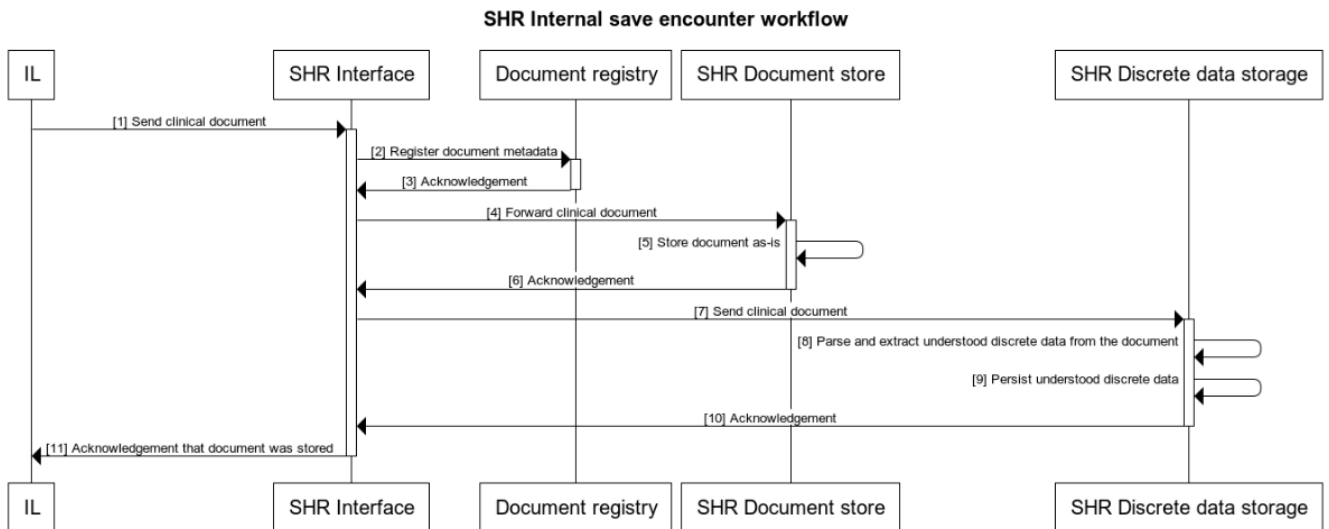 SHR Internal save encounter workflow
IL
SHR Interface
Document registry
SHR Document store
SHR Discrete data storage
[1] Send clinical document
[2] Register document metadata
[3] Acknowledgement
[4] Forward clinical document
[5] Store document as-is
[6] Acknowledgement
[7] Send clinical document
[8] Parse and extract understood discrete data from the document
[9] Persist understood discrete data
[10] Acknowledgement
[11] Acknowledgement that document was stored
IL
SHR Interface
Document registry
SHR Document store
SHR Discrete data storage